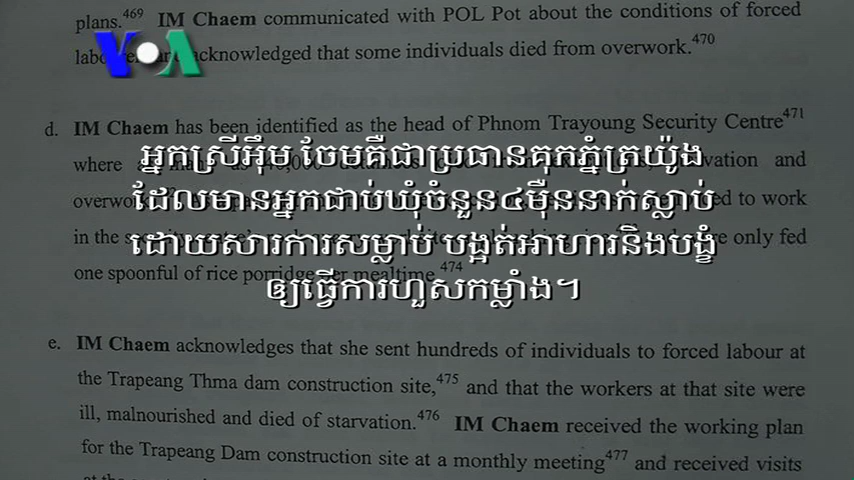 plans.469 IM Chaem communicated with POL Pot about the conditions of forced
VOA acknowledged that some individuals died from overwork.470
d. IM Chaem has been identified as the head of Phnom Trayoung Security Centre471
អ្នកស្រីអ៊ឹម ចែមគឺជាប្រធានគុកភ្នំត្រយ៉ូង
where and
ដែលមានអ្នកជាប់ឃុំចំនួន៤ម៉ឺននាក់ស្លាប់
overwork to work
ដោយសារការសម្លាប់ បង្អត់អាហារនិងបង្ខំ
in the only fed
one spoonful of rice porridge per mealtime.474
ឲ្យធ្វើការហួសកម្លាំង។
e. IM Chaem acknowledges that she sent hundreds of individuals to forced labour at
the Trapeang Thma dam construction site,475 and that the workers at that site were
ill, malnourished and died of starvation.476 IM Chaem received the working plan
for the Trapeang Dam construction site at a monthly meeting477 and received visits